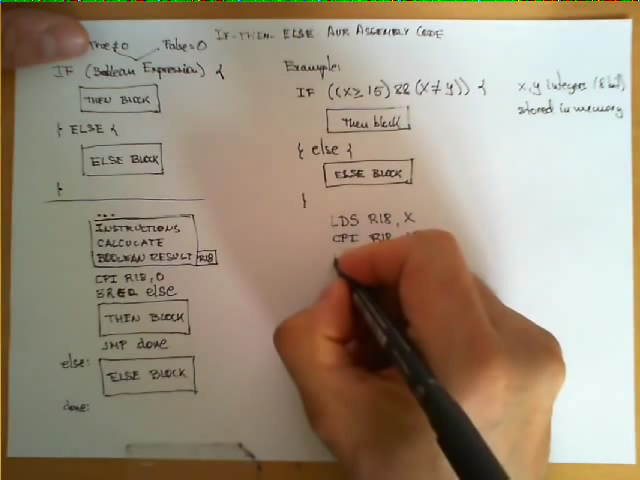 IF-THEN-ELSE AVR ASSEMBLY CODE
True≠0 False=0
IF (Boolean Expression) {
THEN BLOCK
} ELSE {
ELSE BLOCK
}
...
INSTRUCTIONS
CALCULATE
BOOLEAN RESULT R18
CPI R18,0
BREQ else
THEN BLOCK
JMP done
else:
ELSE BLOCK
done:
Example:
IF ((X≥15) && (X≠y)) {
Then block
} else {
ELSE BLOCK
}
LDS R18, X
CPI R18,
x,y Integers (8 bit)
stored in memory